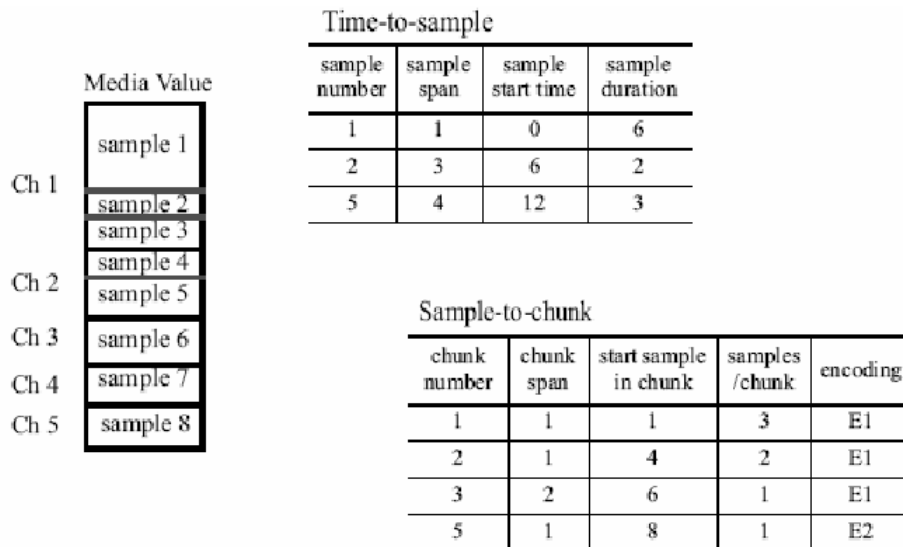 Media Value
sample 1
sample 2
sample 3
sample 4
sample 5
sample 6
sample 7
sample 8
Ch 1
Ch 2
Ch 3
Ch 4
Ch 5
Time-to-sample
sample number sample span sample start time sample duration
1 1 0 6
2 3 6 2
5 4 12 3
Sample-to-chunk
chunk number chunk span start sample in chunk samples /chunk encoding
1 1 1 3 E1
2 1 4 2 E1
3 2 6 1 E1
5 1 8 1 E2